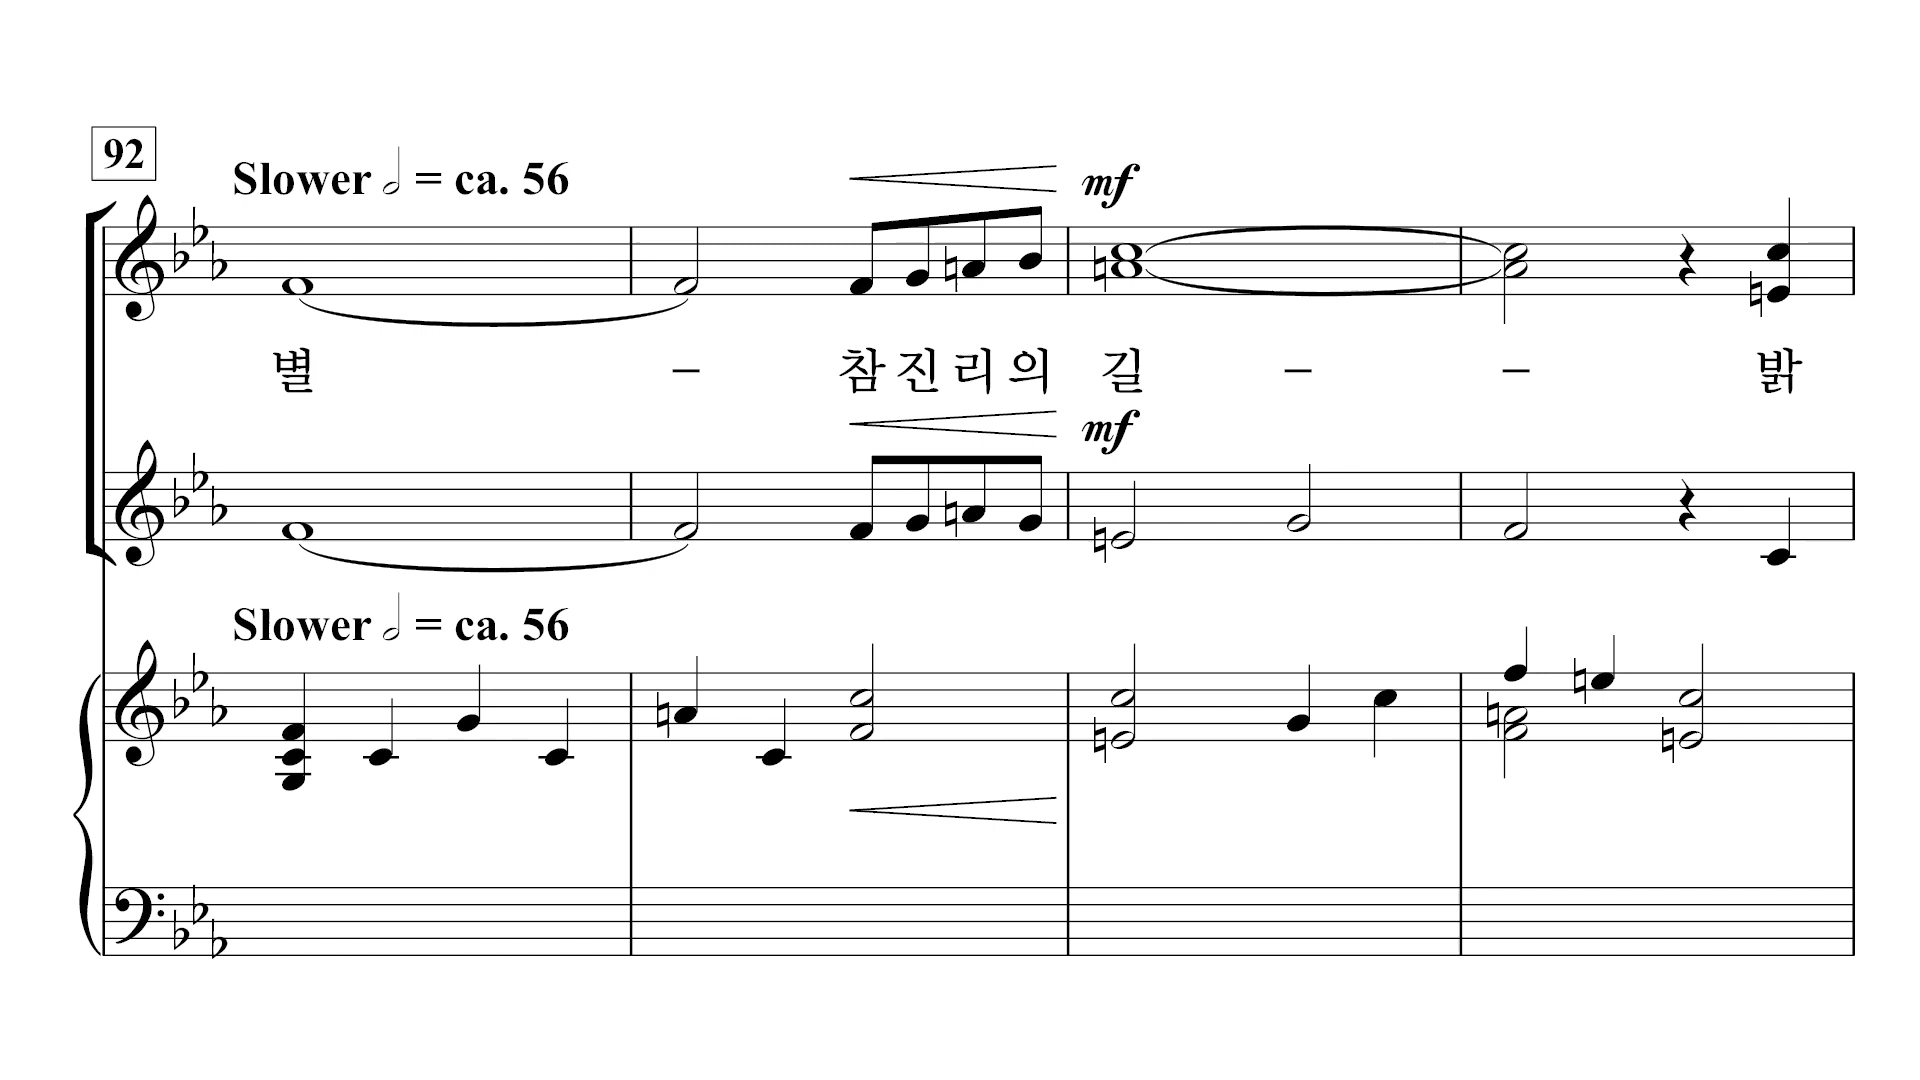 92
Slower 𝅗𝅥 = ca. 56
mf
별 – 참 진 리 의 길 – – 밝
mf
Slower 𝅗𝅥 = ca. 56